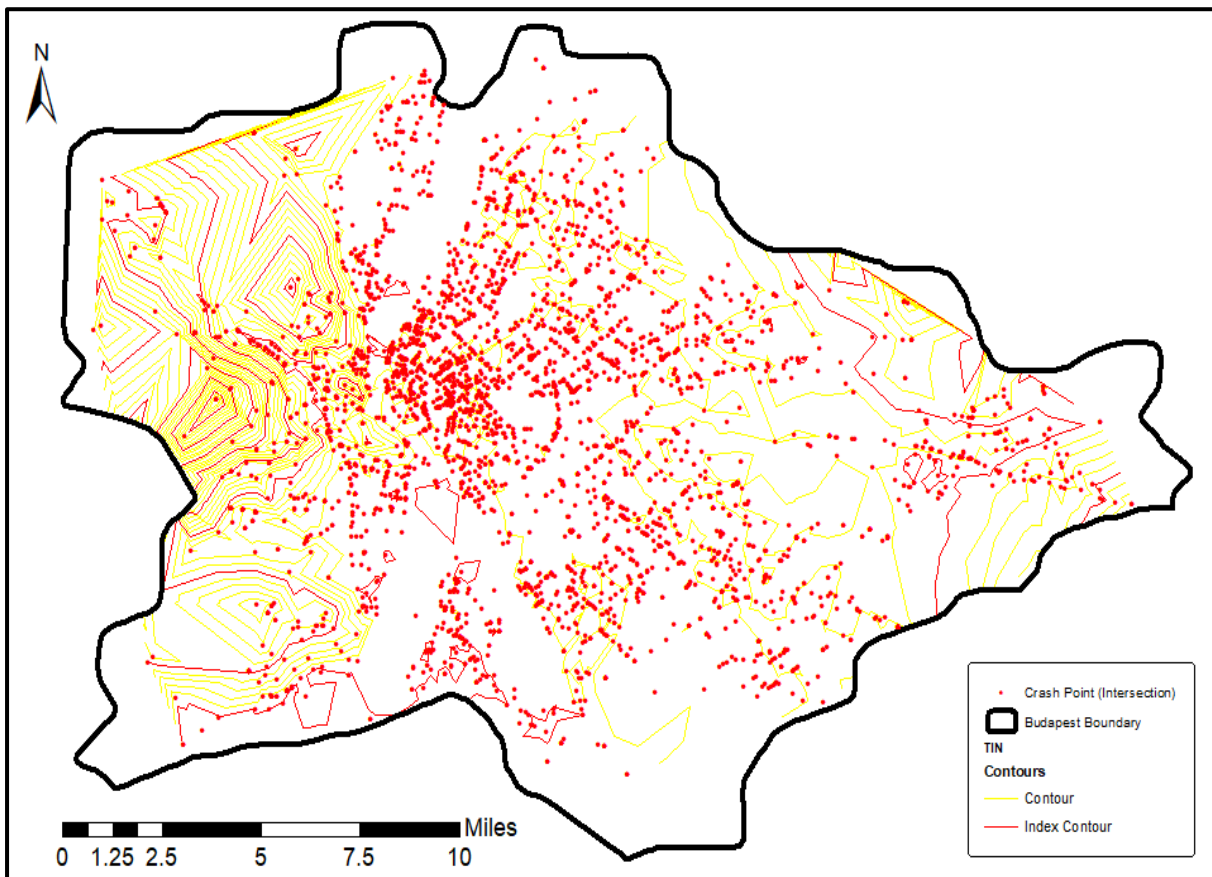 N
Crash Point (Intersection)
Budapest Boundary
TIN
Contours
Contour
Index Contour
Miles
0 1.25 2.5 5 7.5 10